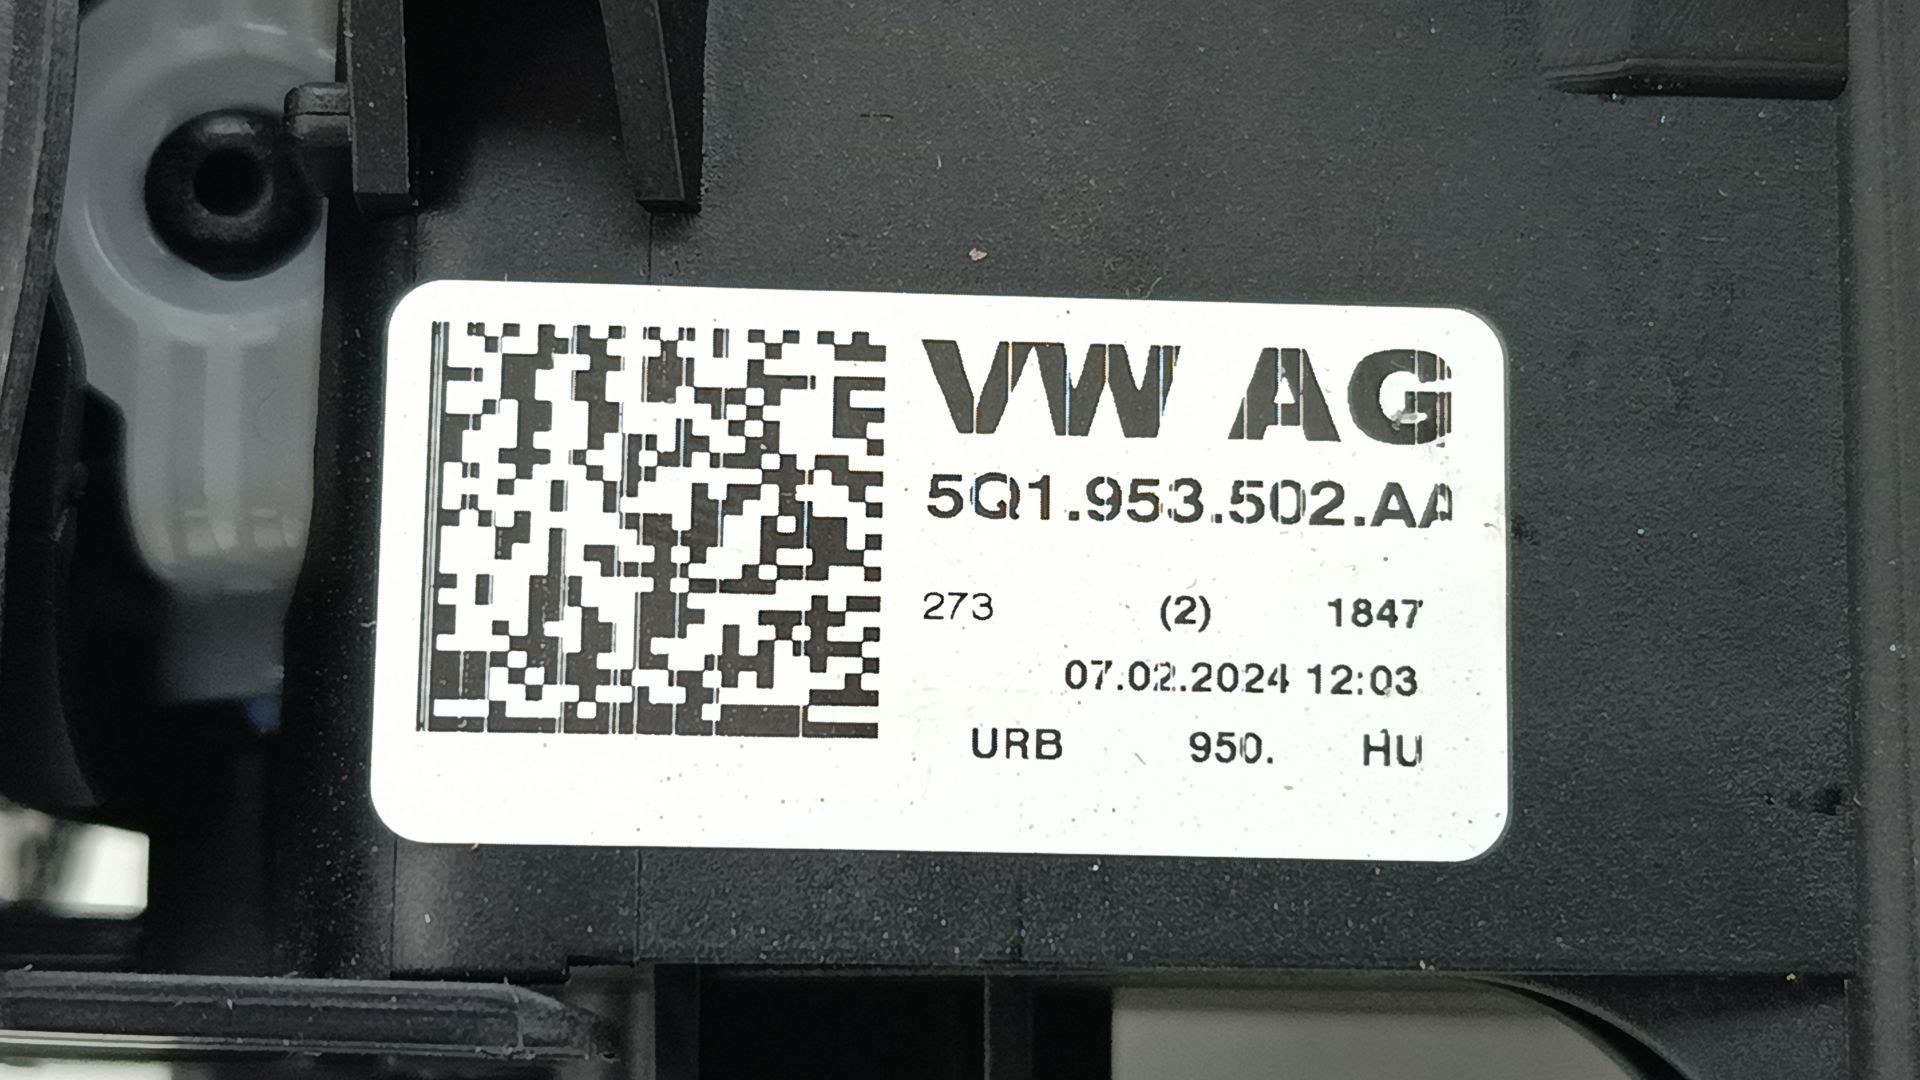 VW AG
5Q1.953.502.AA
273 (2) 1847
07.02.2024 12:03
URB 950. HU